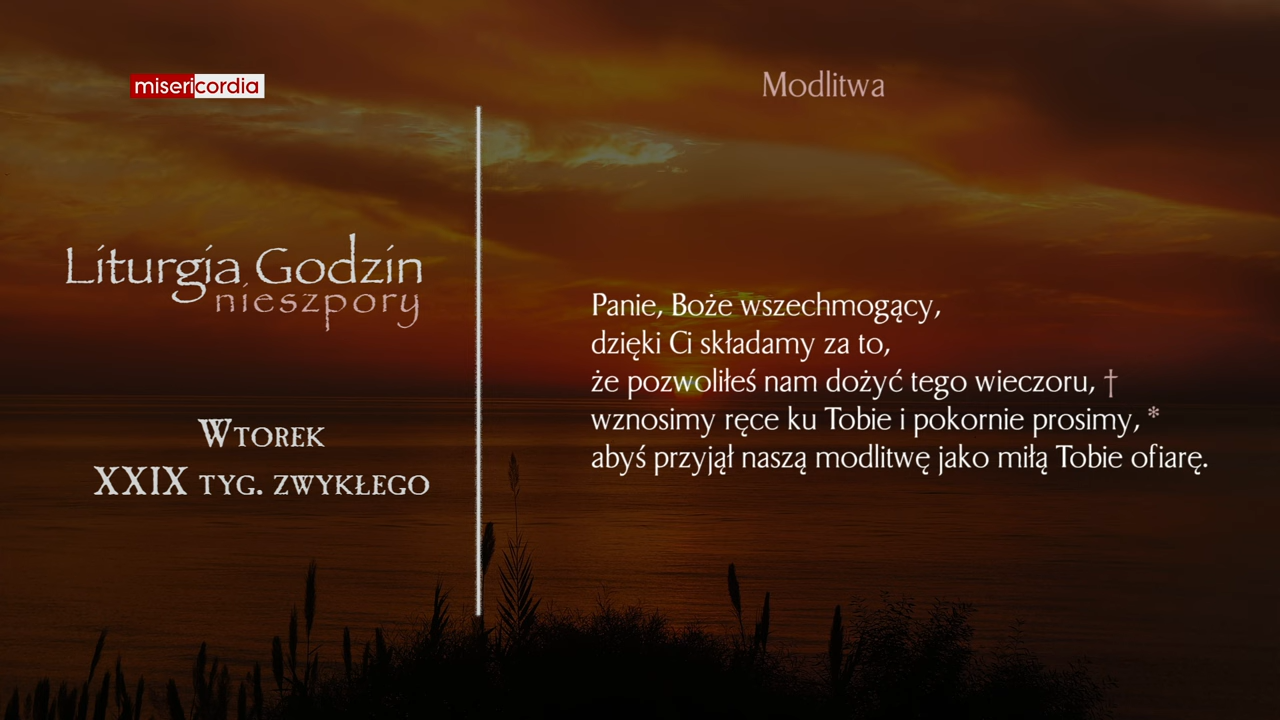 misericordia
Modlitwa
Liturgia Godzin
nieszpory
Wtorek
XXIX tyg. zwykłego
Panie, Boże wszechmogący,
dzięki Ci składamy za to,
że pozwoliłeś nam dożyć tego wieczoru, †
wznosimy ręce ku Tobie i pokornie prosimy, *
abyś przyjął naszą modlitwę jako miłą Tobie ofiarę.